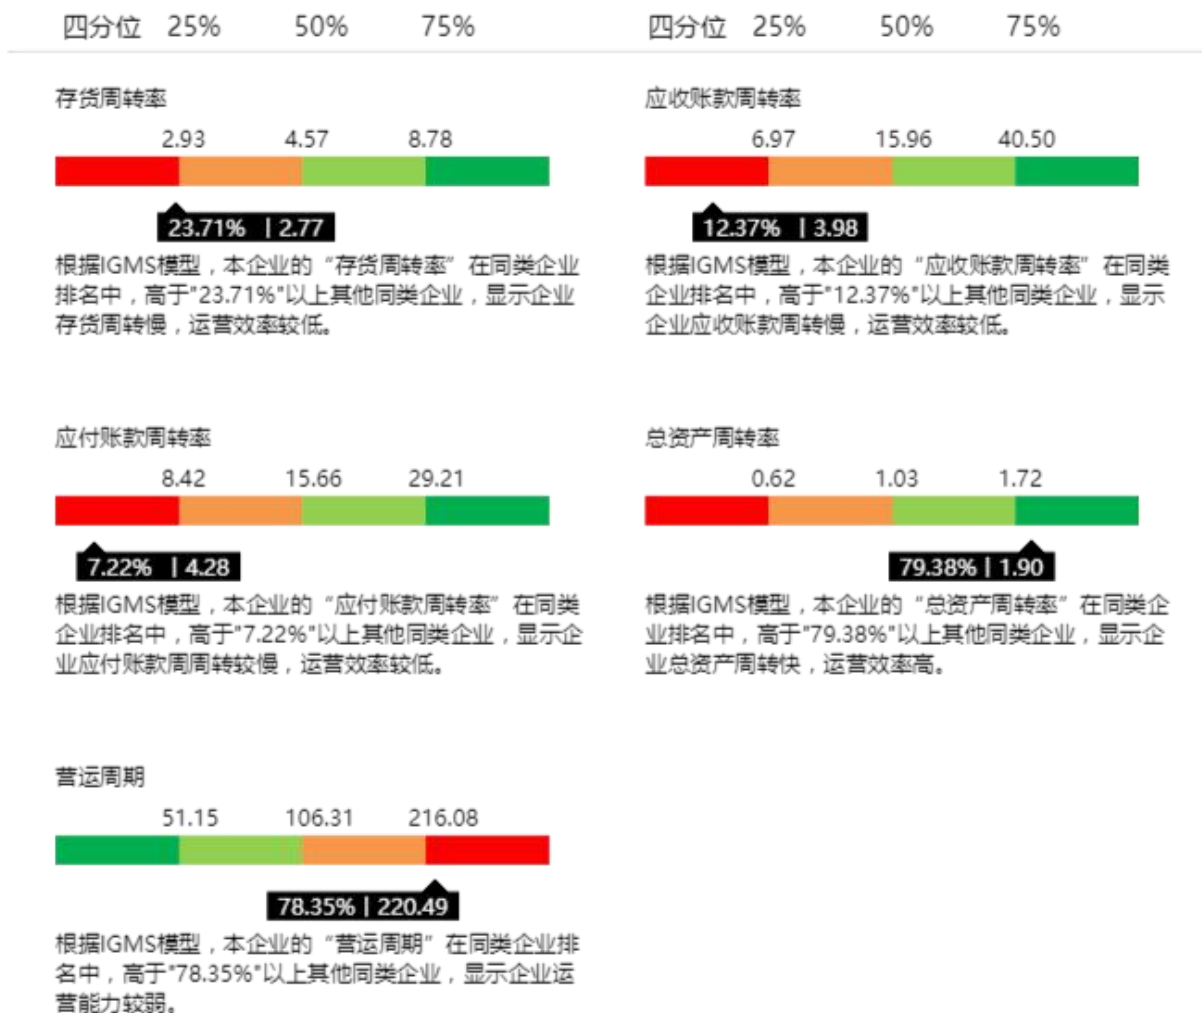 四分位 25% 50% 75%
四分位 25% 50% 75%
存货周转率
2.93 4.57 8.78
23.71% | 2.77
根据IGMS模型，本企业的“存货周转率”在同类企业
排名中，高于"23.71%"以上其他同类企业，显示企业
存货周转慢，运营效率较低。
应收账款周转率
6.97 15.96 40.50
12.37% | 3.98
根据IGMS模型，本企业的“应收账款周转率”在同类
企业排名中，高于"12.37%"以上其他同类企业，显示
企业应收账款周转慢，运营效率较低。
应付账款周转率
8.42 15.66 29.21
7.22% | 4.28
根据IGMS模型，本企业的“应付账款周转率”在同类
企业排名中，高于"7.22%"以上其他同类企业，显示企
业应付账款周周转较慢，运营效率较低。
总资产周转率
0.62 1.03 1.72
79.38% | 1.90
根据IGMS模型，本企业的“总资产周转率”在同类企
业排名中，高于"79.38%"以上其他同类企业，显示企
业总资产周转快，运营效率高。
营运周期
51.15 106.31 216.08
78.35% | 220.49
根据IGMS模型，本企业的“营运周期”在同类企业排
名中，高于"78.35%"以上其他同类企业，显示企业运
营能力较弱。